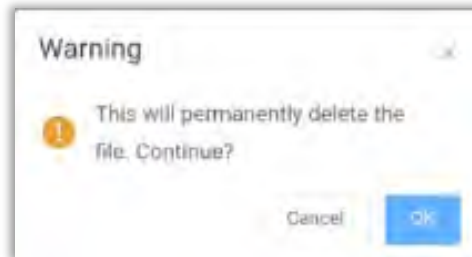 Warning
This will permanently delete the
file. Continue?
Cancel
OK